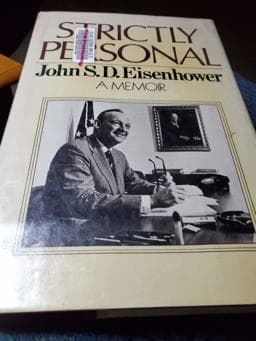 STRICTLY
PERSONAL
John S.D. Eisenhower
A MEMOIR